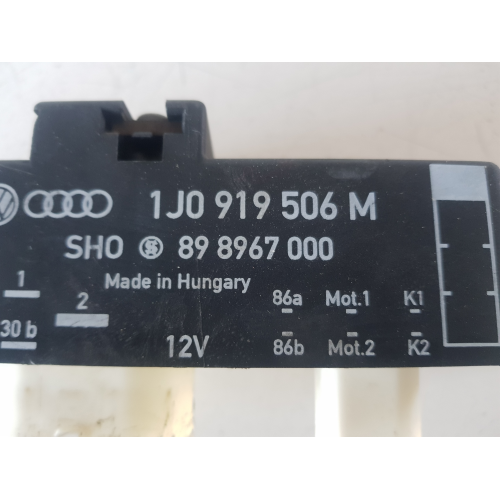 1J0 919 506 M
SHO 89 8967 000
Made in Hungary
1 2 86a Mot.1 K1
30 b 12V 86b Mot.2 K2